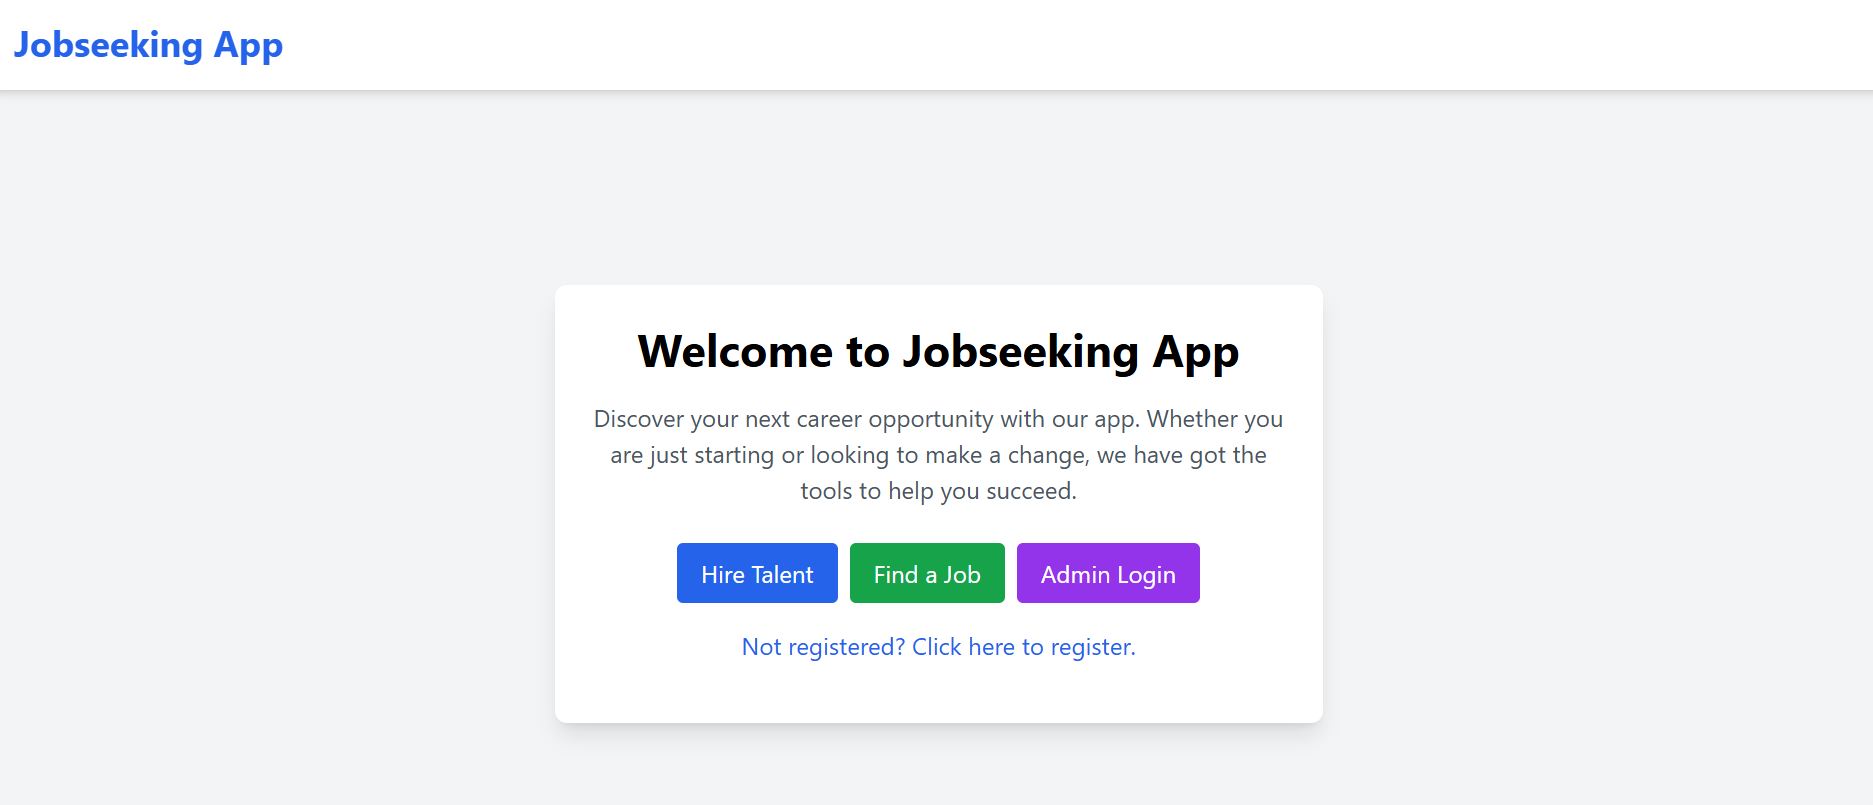 Jobseeking App
Welcome to Jobseeking App
Discover your next career opportunity with our app. Whether you
are just starting or looking to make a change, we have got the
tools to help you succeed.
Hire Talent
Find a Job
Admin Login
Not registered? Click here to register.